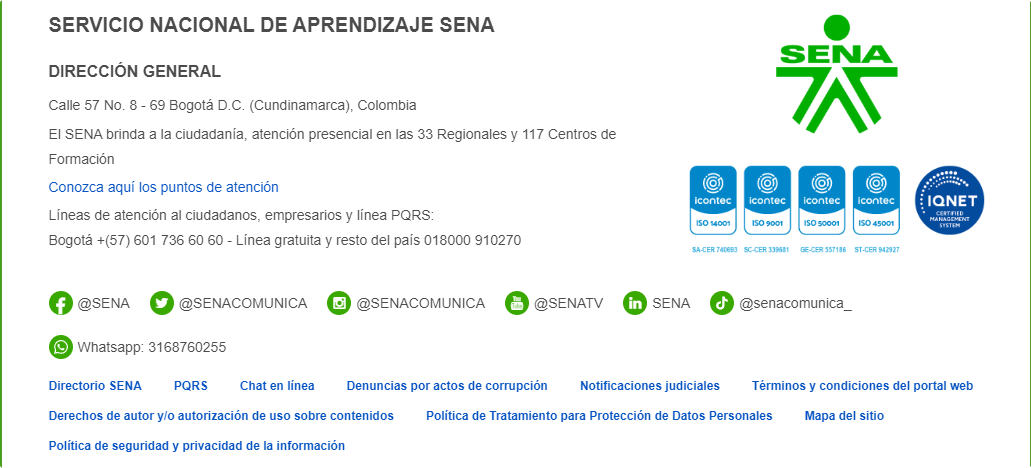 SERVICIO NACIONAL DE APRENDIZAJE SENA
SENA
DIRECCIÓN GENERAL
Calle 57 No. 8 - 69 Bogotá D.C. (Cundinamarca), Colombia
El SENA brinda a la ciudadanía, atención presencial en las 33 Regionales y 117 Centros de
Formación
Conozca aquí los puntos de atención
Líneas de atención al ciudadanos, empresarios y línea PQRS:
Bogotá +(57) 601 736 60 60 - Línea gratuita y resto del país 018000 910270
icontec icontec icontec icontec
ISO 14001 ISO 9001 ISO 50001 ISO 45001
SA-CER 740693 SC-CER 339681 GE-CER 557186 ST-CER 942927
IQNET
CERTIFIED
MANAGEMENT
SYSTEM
@SENA @SENACOMUNICA @SENACOMUNICA @SENATV SENA @senacomunica_
Whatsapp: 3168760255
Directorio SENA PQRS Chat en línea Denuncias por actos de corrupción Notificaciones judiciales Términos y condiciones del portal web
Derechos de autor y/o autorización de uso sobre contenidos Política de Tratamiento para Protección de Datos Personales Mapa del sitio
Política de seguridad y privacidad de la información